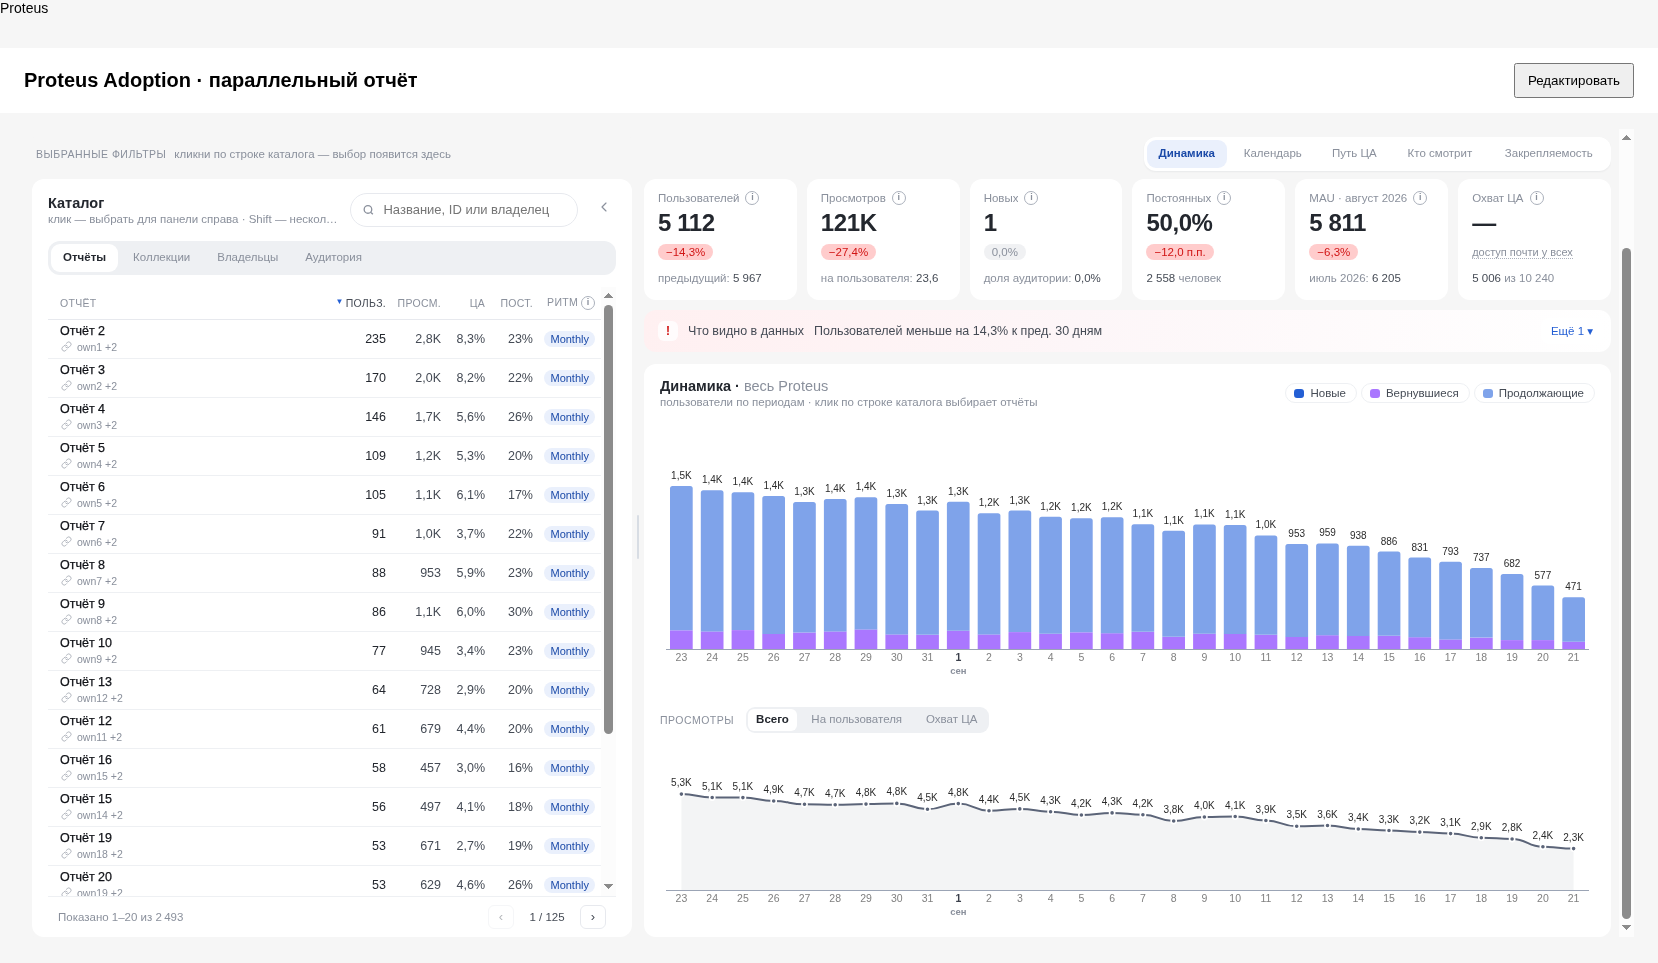 Proteus
Proteus Adoption · параллельный отчёт
Редактировать
ВЫБРАННЫЕ ФИЛЬТРЫ кликни по строке каталога — выбор появится здесь
Динамика Календарь Путь ЦА Кто смотрит Закрепляемость
Каталог
клик — выбрать для панели справа · Shift — нескол…
Название, ID или владелец
Отчёты Коллекции Владельцы Аудитория
ОТЧЁТ ▼ ПОЛЬЗ. ПРОСМ. ЦА ПОСТ. РИТМ i
Отчёт 2 235 2,8K 8,3% 23% Monthly
own1 +2
Отчёт 3 170 2,0K 8,2% 22% Monthly
own2 +2
Отчёт 4 146 1,7K 5,6% 26% Monthly
own3 +2
Отчёт 5 109 1,2K 5,3% 20% Monthly
own4 +2
Отчёт 6 105 1,1K 6,1% 17% Monthly
own5 +2
Отчёт 7 91 1,0K 3,7% 22% Monthly
own6 +2
Отчёт 8 88 953 5,9% 23% Monthly
own7 +2
Отчёт 9 86 1,1K 6,0% 30% Monthly
own8 +2
Отчёт 10 77 945 3,4% 23% Monthly
own9 +2
Отчёт 13 64 728 2,9% 20% Monthly
own12 +2
Отчёт 12 61 679 4,4% 20% Monthly
own11 +2
Отчёт 16 58 457 3,0% 16% Monthly
own15 +2
Отчёт 15 56 497 4,1% 18% Monthly
own14 +2
Отчёт 19 53 671 2,7% 19% Monthly
own18 +2
Отчёт 20 53 629 4,6% 26% Monthly
own19 +2
Показано 1–20 из 2 493 ‹ 1 / 125 ›
Пользователей i
5 112
−14,3%
предыдущий: 5 967
Просмотров i
121K
−27,4%
на пользователя: 23,6
Новых i
1
0,0%
доля аудитории: 0,0%
Постоянных i
50,0%
−12,0 п.п.
2 558 человек
MAU · август 2026 i
5 811
−6,3%
июль 2026: 6 205
Охват ЦА i
—
доступ почти у всех
5 006 из 10 240
! Что видно в данных Пользователей меньше на 14,3% к пред. 30 дням Ещё 1 ▾
Динамика · весь Proteus
пользователи по периодам · клик по строке каталога выбирает отчёты
Новые Вернувшиеся Продолжающие
1,5K 1,4K 1,4K 1,4K 1,3K 1,4K 1,4K 1,3K 1,3K 1,3K 1,2K 1,3K 1,2K 1,2K 1,2K 1,1K 1,1K 1,1K 1,1K 1,0K 953 959 938 886 831 793 737 682 577 471
23 24 25 26 27 28 29 30 31 1 2 3 4 5 6 7 8 9 10 11 12 13 14 15 16 17 18 19 20 21
сен
ПРОСМОТРЫ Всего На пользователя Охват ЦА
5,3K 5,1K 5,1K 4,9K 4,7K 4,7K 4,8K 4,8K 4,5K 4,8K 4,4K 4,5K 4,3K 4,2K 4,3K 4,2K 3,8K 4,0K 4,1K 3,9K 3,5K 3,6K 3,4K 3,3K 3,2K 3,1K 2,9K 2,8K 2,4K 2,3K
23 24 25 26 27 28 29 30 31 1 2 3 4 5 6 7 8 9 10 11 12 13 14 15 16 17 18 19 20 21
сен